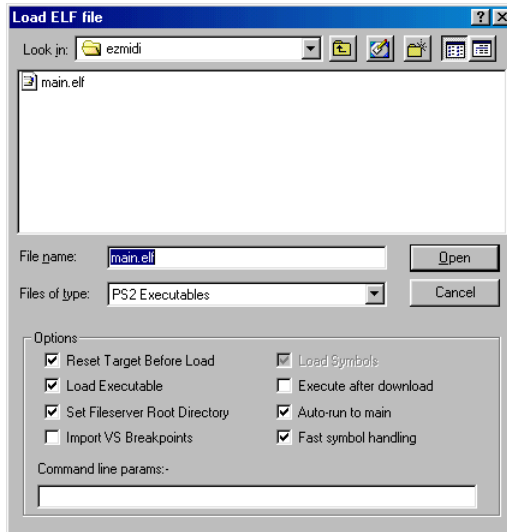 Load ELF file
Look in: ezmidi
main.elf
File name: main.elf Open
Files of type: PS2 Executables Cancel
Options
Reset Target Before Load Load Symbols
Load Executable Execute after download
Set Fileserver Root Directory Auto-run to main
Import VS Breakpoints Fast symbol handling
Command line params:-